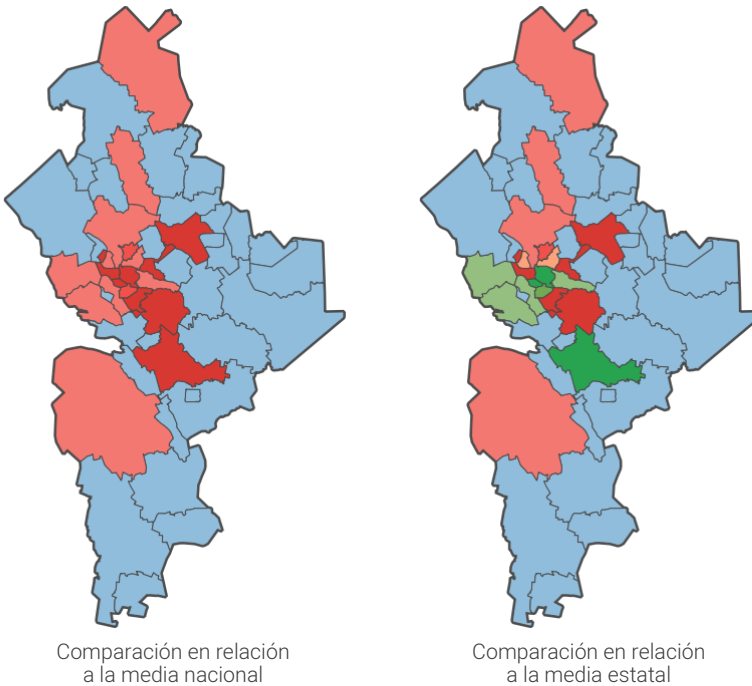 Comparación en relación
a la media nacional
Comparación en relación
a la media estatal